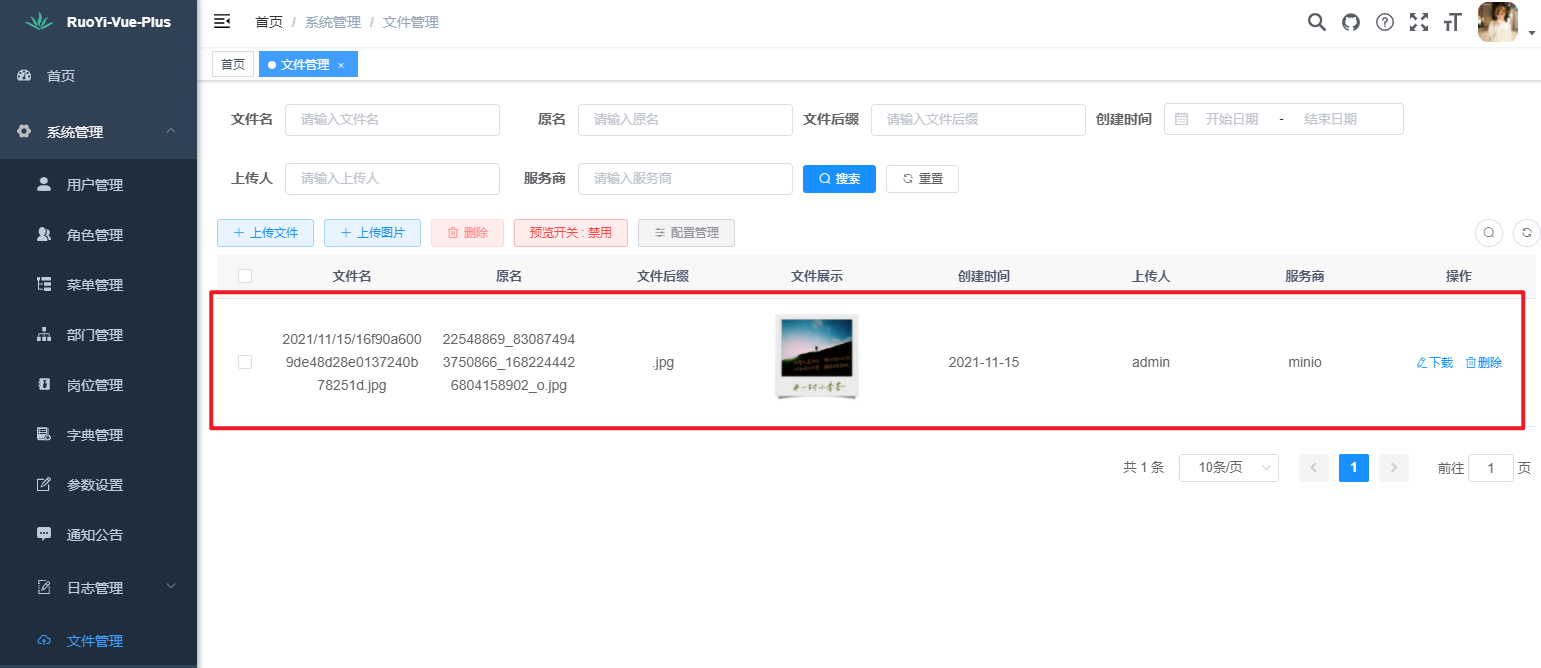 RuoYi-Vue-Plus
首页 / 系统管理 / 文件管理
首页
文件管理 ×
首页
系统管理
用户管理
角色管理
菜单管理
部门管理
岗位管理
字典管理
参数设置
通知公告
日志管理
文件管理
文件名 请输入文件名 原名 请输入原名 文件后缀 请输入文件后缀 创建时间 开始日期 - 结束日期
上传人 请输入上传人 服务商 请输入服务商 搜索 重置
上传文件 上传图片 删除 预览开关 : 禁用 配置管理
文件名 原名 文件后缀 文件展示 创建时间 上传人 服务商 操作
2021/11/15/16f90a600
9de48d28e0137240b
78251d.jpg
22548869_83087494
3750866_168224442
6804158902_o.jpg
.jpg
2021-11-15
admin
minio
下载 删除
共 1 条 10条/页 1 前往 1 页